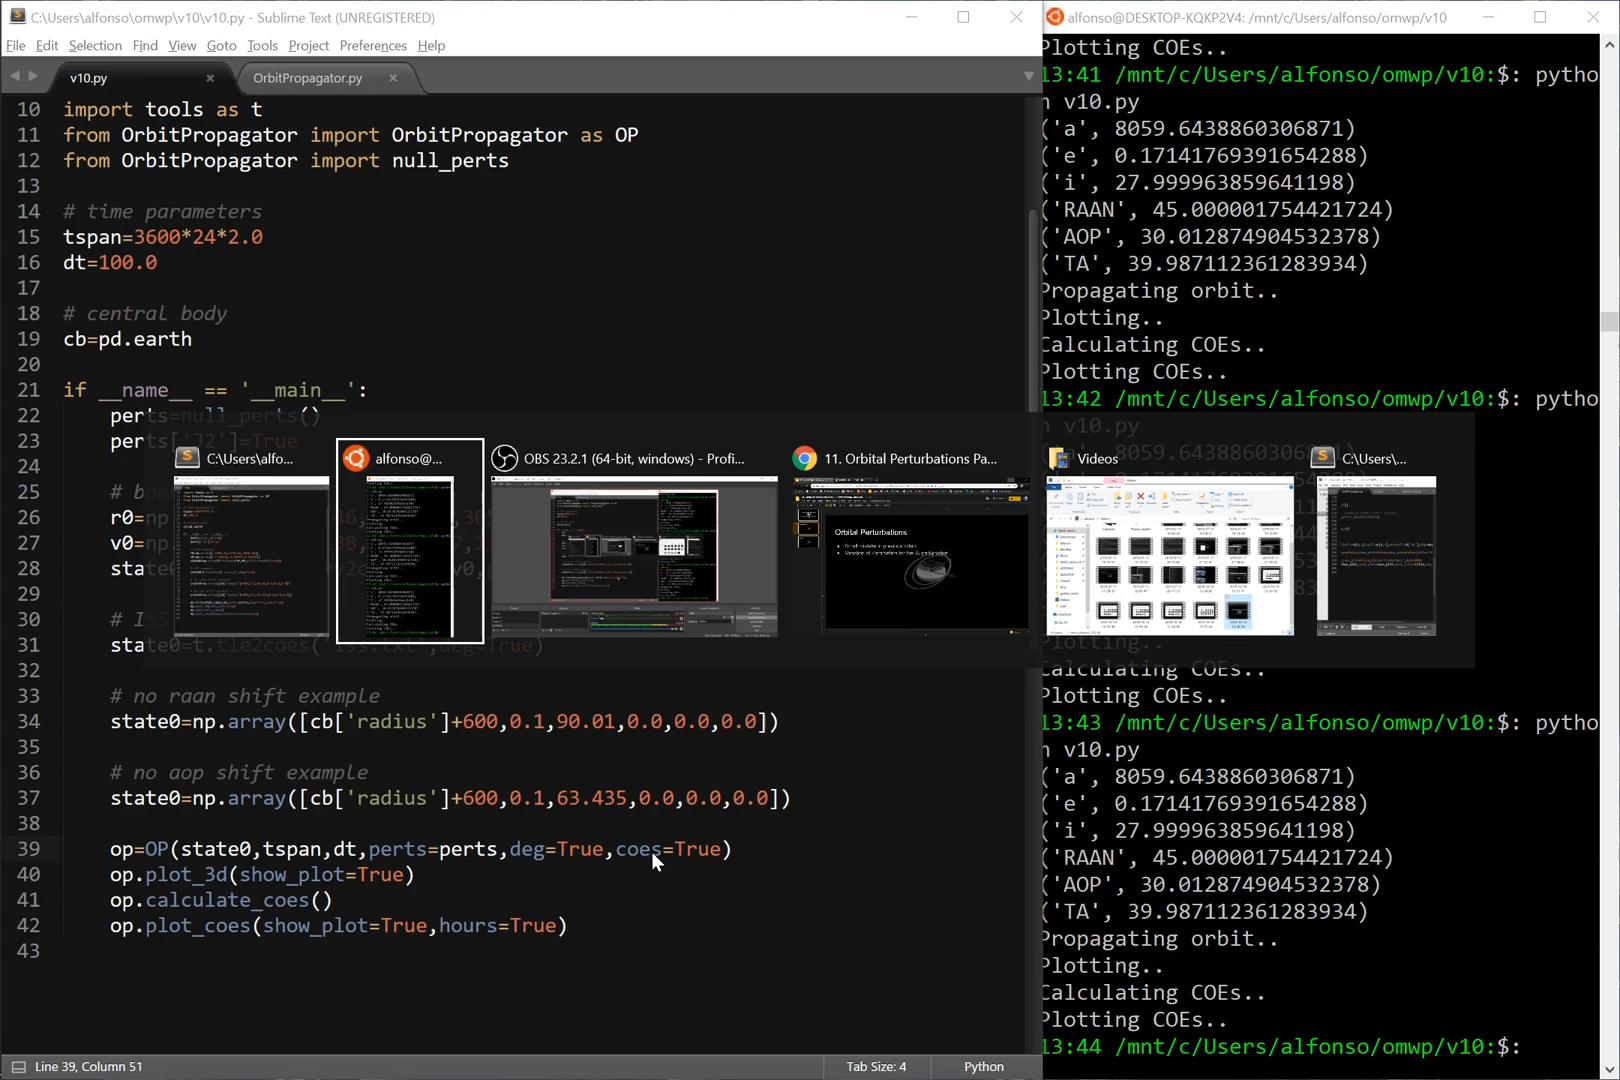 C:\Users\alfonso\omwp\v10\v10.py - Sublime Text (UNREGISTERED)
File Edit Selection Find View Goto Tools Project Preferences Help
v10.py
OrbitPropagator.py
10 import tools as t
11 from OrbitPropagator import OrbitPropagator as OP
12 from OrbitPropagator import null_perts
13
14 # time parameters
15 tspan=3600*24*2.0
16 dt=100.0
17
18 # central body
19 cb=pd.earth
20
21 if __name__ == '__main__':
22 perts=null_perts()
23 perts['J2']=True
24
25
26 r0=np
27 v0=np
28
29
30
31 state0=t.tle2coes('iss.txt',deg=True)
32
33 # no raan shift example
34 state0=np.array([cb['radius']+600,0.1,90.01,0.0,0.0,0.0])
35
36 # no aop shift example
37 state0=np.array([cb['radius']+600,0.1,63.435,0.0,0.0,0.0])
38
39 op=OP(state0,tspan,dt,perts=perts,deg=True,coes=True)
40 op.plot_3d(show_plot=True)
41 op.calculate_coes()
42 op.plot_coes(show_plot=True,hours=True)
43
Line 39, Column 51
Tab Size: 4
Python
C:\Users\alfo...
alfonso@...
OBS 23.2.1 (64-bit, windows) - Profi...
11. Orbital Perturbations Pa...
Videos
C:\Users\...
Orbital Perturbations
alfonso@DESKTOP-KQKP2V4: /mnt/c/Users/alfonso/omwp/v10
Plotting COEs..
13:41 /mnt/c/Users/alfonso/omwp/v10:$: pytho
n v10.py
('a', 8059.6438860306871)
('e', 0.17141769391654288)
('i', 27.999963859641198)
('RAAN', 45.000001754421724)
('AOP', 30.012874904532378)
('TA', 39.987112361283934)
Propagating orbit..
Plotting..
Calculating COEs..
Plotting COEs..
13:42 /mnt/c/Users/alfonso/omwp/v10:$: pytho
n v10.py
Plotting..
Calculating COEs..
Plotting COEs..
13:43 /mnt/c/Users/alfonso/omwp/v10:$: pytho
n v10.py
('a', 8059.6438860306871)
('e', 0.17141769391654288)
('i', 27.999963859641198)
('RAAN', 45.000001754421724)
('AOP', 30.012874904532378)
('TA', 39.987112361283934)
Propagating orbit..
Plotting..
Calculating COEs..
Plotting COEs..
13:44 /mnt/c/Users/alfonso/omwp/v10:$: